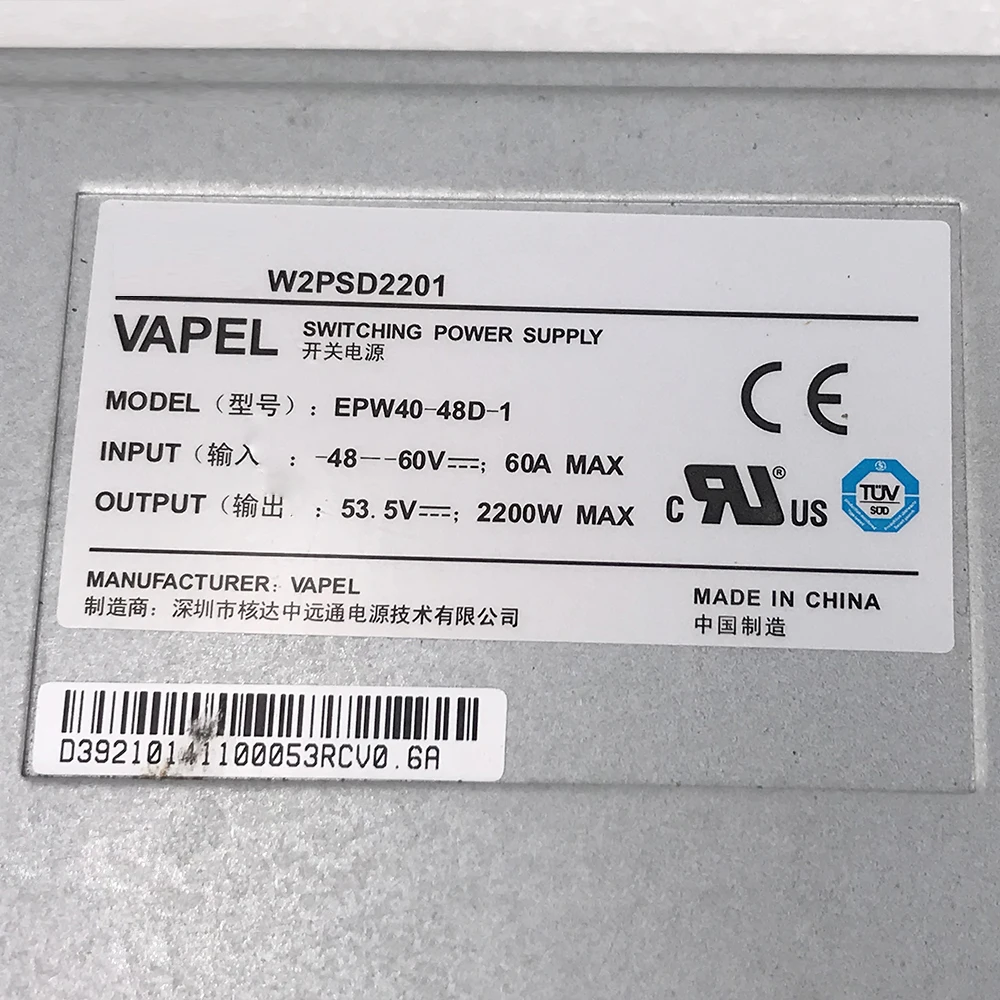 W2PSD2201
VAPEL SWITCHING POWER SUPPLY
开关电源
MODEL（型号）：EPW40-48D-1
INPUT（输入 ：-48--60V⎓; 60A MAX
OUTPUT（输出 ：53.5V⎓; 2200W MAX
CE
c RU ® US
TÜV
SÜD
MANUFACTURER: VAPEL
制造商：深圳市核达中远通电源技术有限公司
MADE IN CHINA
中国制造
D39210141100053RCV0.6A